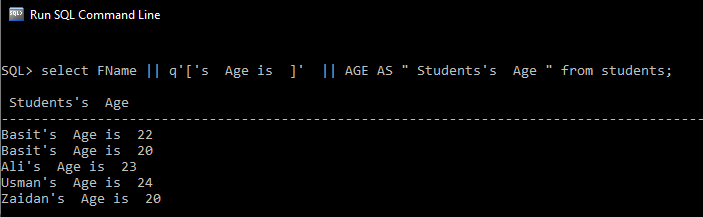 Run SQL Command Line
SQL> select FName || q'['s  Age is  ]'  || AGE AS " Students's  Age " from students;
 Students's  Age
--------------------------------------------------------------------------------
Basit's  Age is  22
Basit's  Age is  20
Ali's  Age is  23
Usman's  Age is  24
Zaidan's  Age is  20